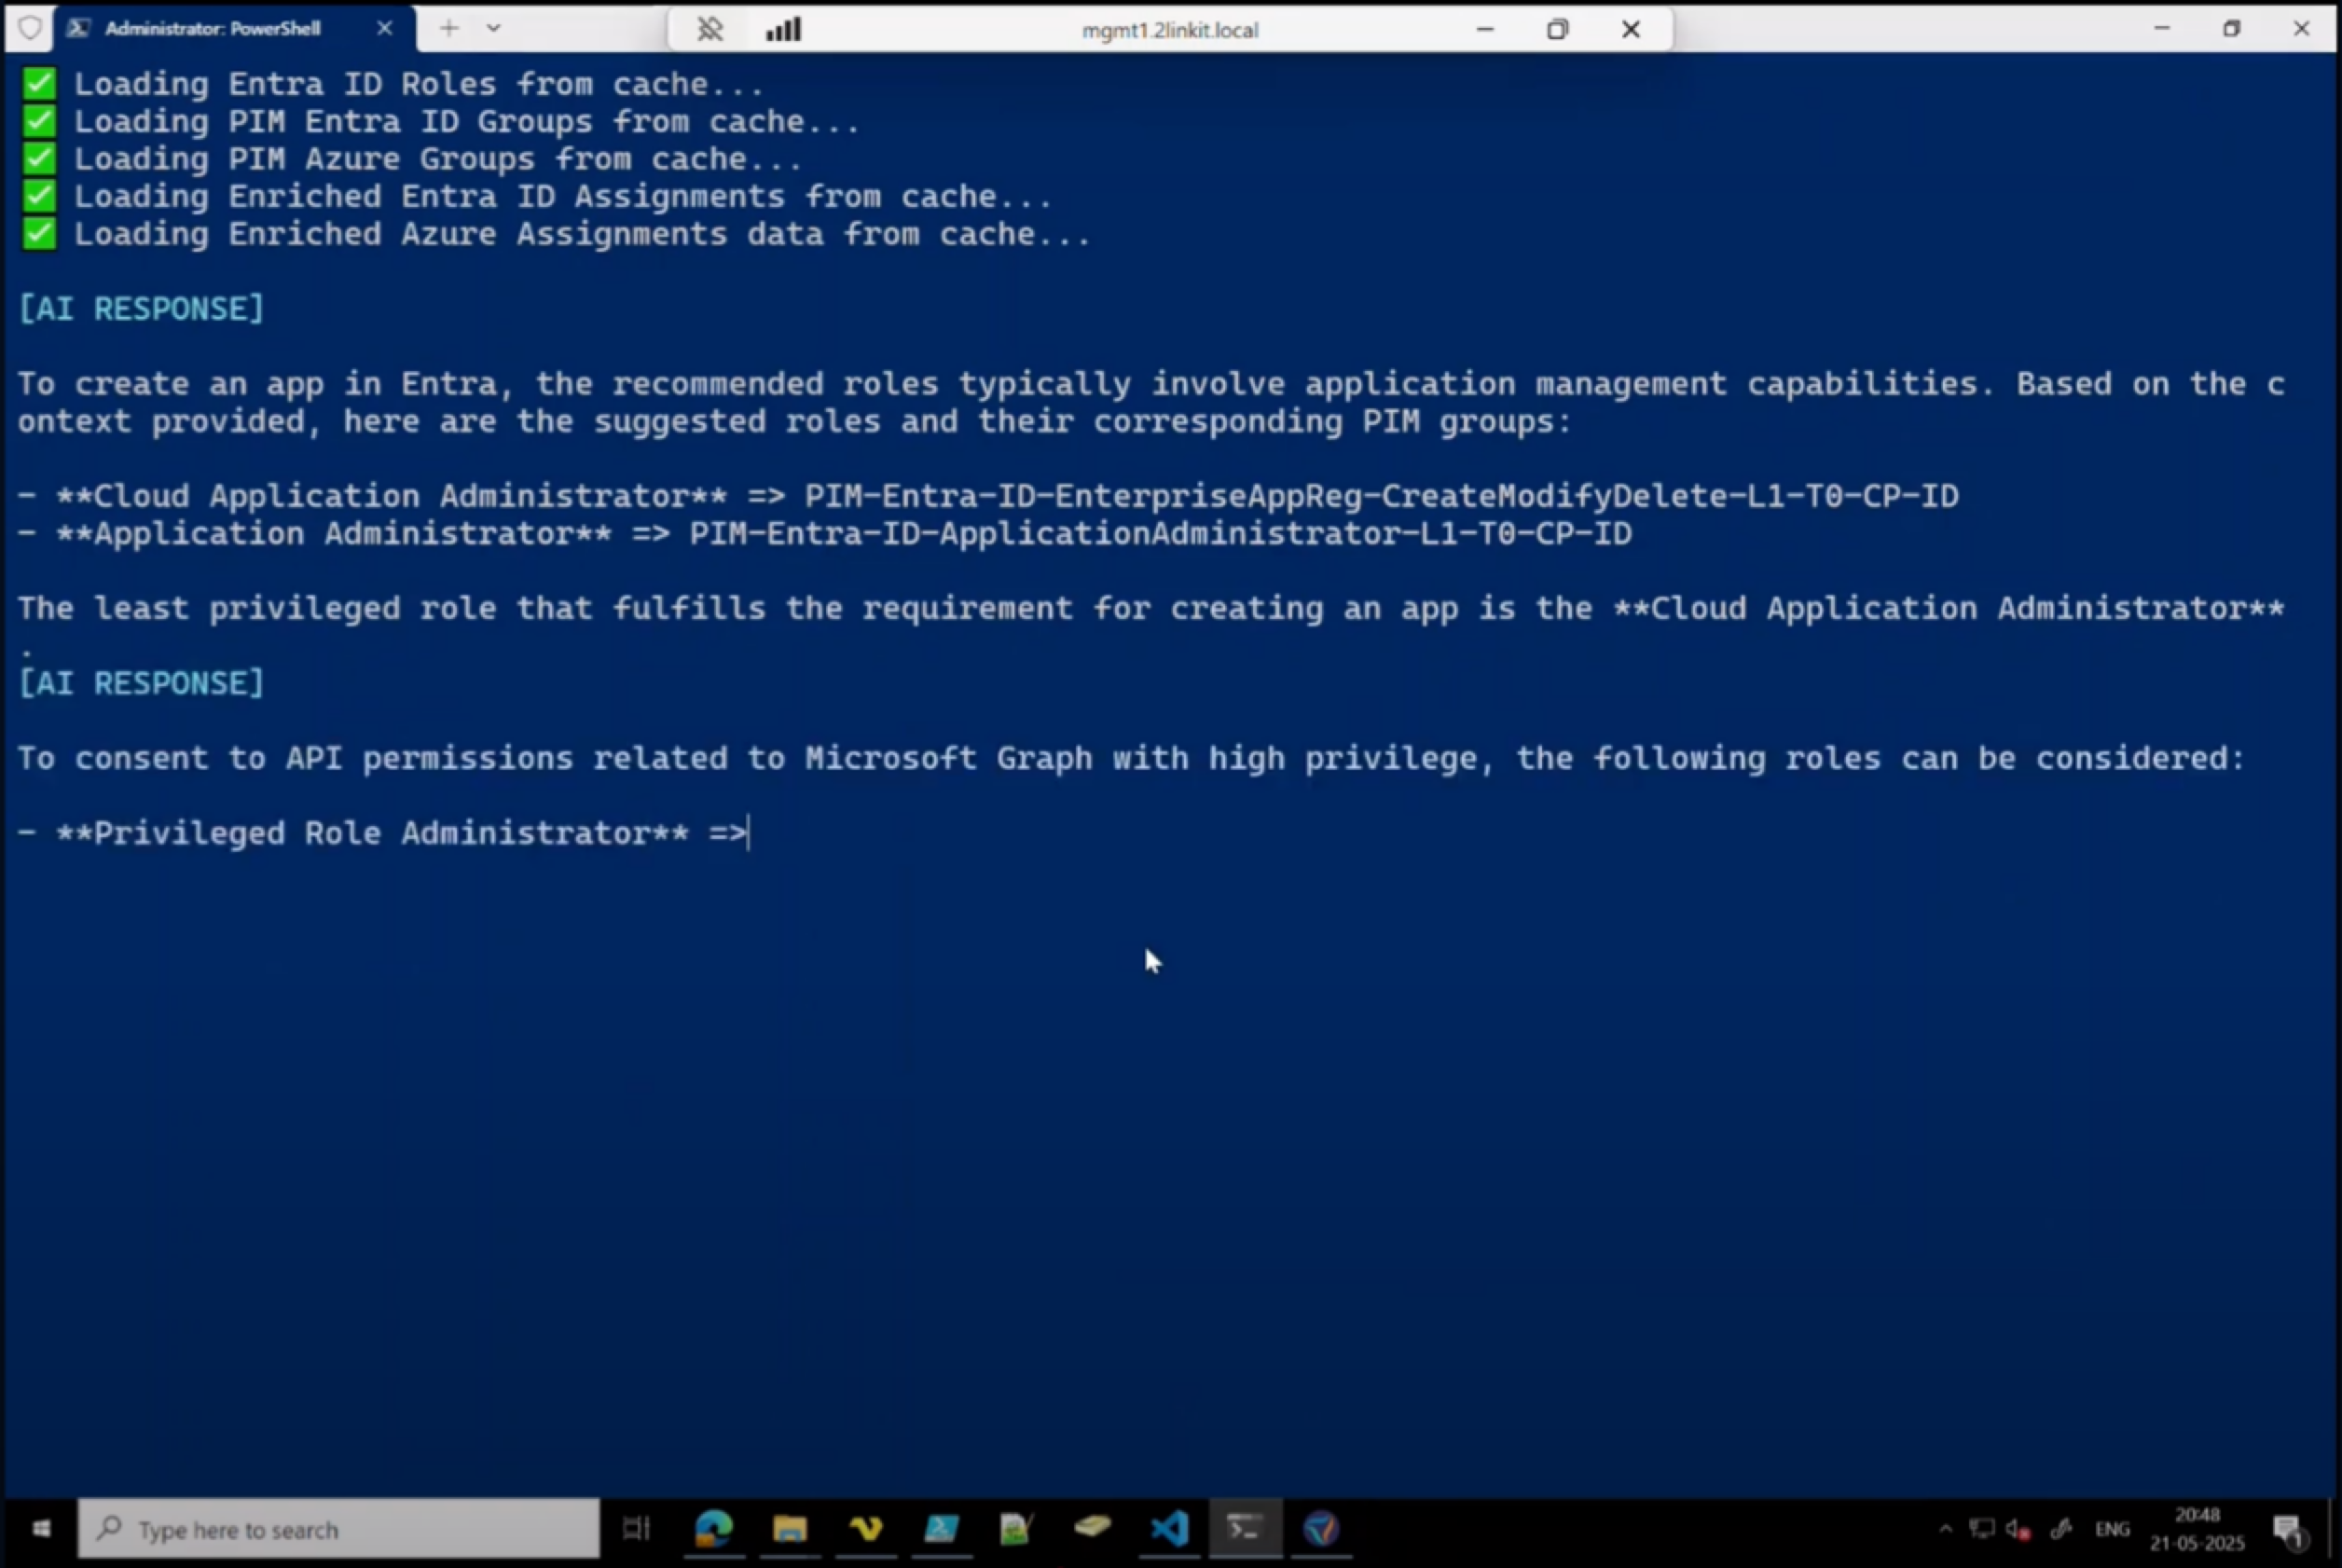 Administrator: PowerShell
mgmt1.2linkit.local
Loading Entra ID Roles from cache...
Loading PIM Entra ID Groups from cache...
Loading PIM Azure Groups from cache...
Loading Enriched Entra ID Assignments from cache...
Loading Enriched Azure Assignments data from cache...
[AI RESPONSE]
To create an app in Entra, the recommended roles typically involve application management capabilities. Based on the c
ontext provided, here are the suggested roles and their corresponding PIM groups:
- **Cloud Application Administrator** => PIM-Entra-ID-EnterpriseAppReg-CreateModifyDelete-L1-T0-CP-ID
- **Application Administrator** => PIM-Entra-ID-ApplicationAdministrator-L1-T0-CP-ID
The least privileged role that fulfills the requirement for creating an app is the **Cloud Application Administrator**
.
[AI RESPONSE]
To consent to API permissions related to Microsoft Graph with high privilege, the following roles can be considered:
- **Privileged Role Administrator** =>
Type here to search
ENG
20:48
21-05-2025
1